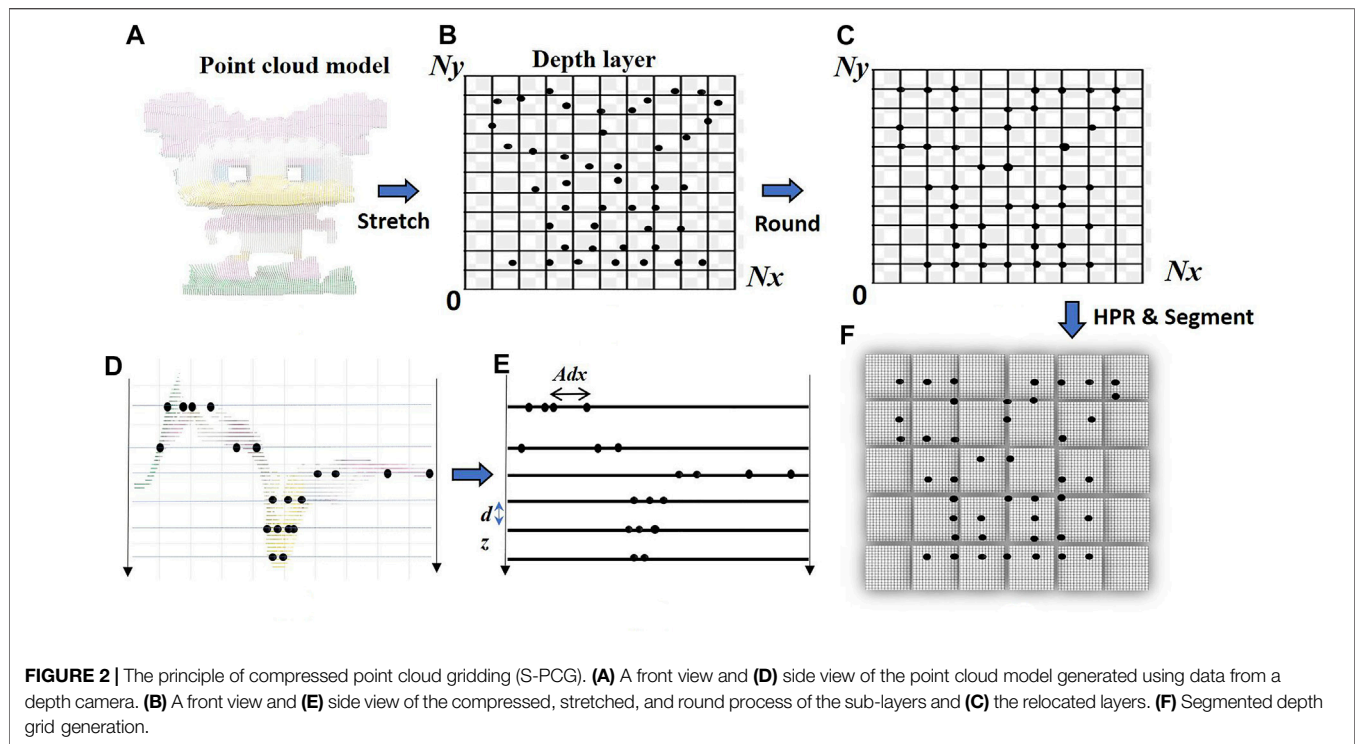 A
Point cloud model
Stretch
B
Ny
Depth layer
0
Nx
Round
C
Ny
0
Nx
HPR & Segment
D
E
Adx
d
z
F
FIGURE 2 | The principle of compressed point cloud gridding (S-PCG). (A) A front view and (D) side view of the point cloud model generated using data from a
depth camera. (B) A front view and (E) side view of the compressed, stretched, and round process of the sub-layers and (C) the relocated layers. (F) Segmented depth
grid generation.